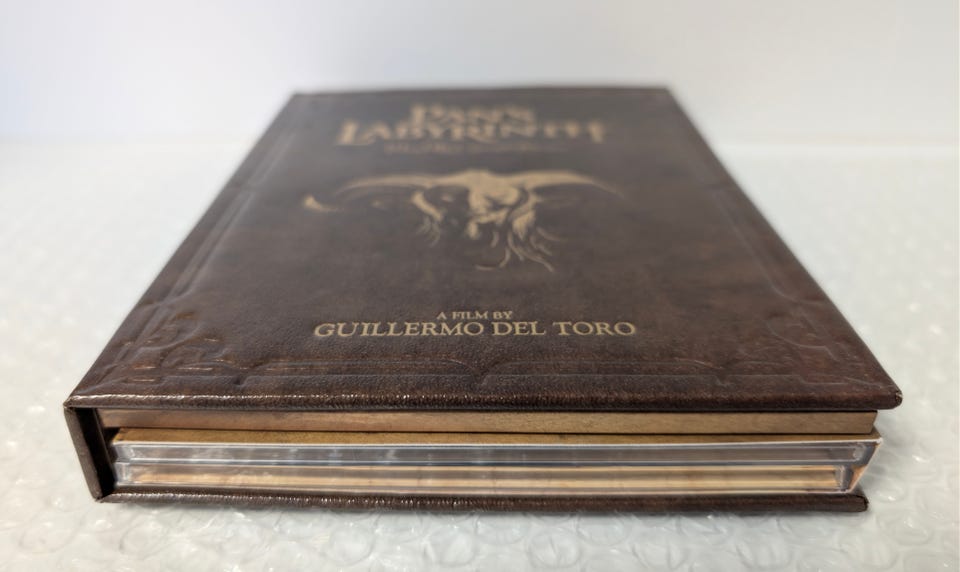 PAN'S
LABYRINTH
A FILM BY
GUILLERMO DEL TORO